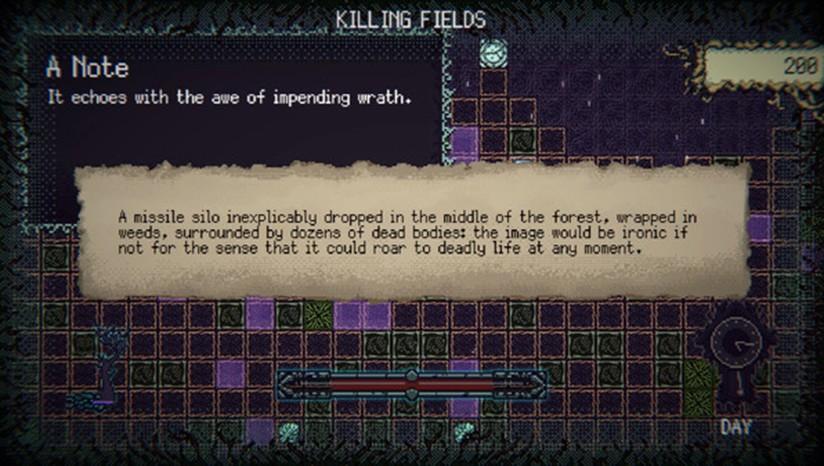 KILLING FIELDS
A Note
It echoes with the awe of impending wrath.
200
A missile silo inexplicably dropped in the middle of the forest, wrapped in
weeds, surrounded by dozens of dead bodies: the image would be ironic if
not for the sense that it could roar to deadly life at any moment.
DAY